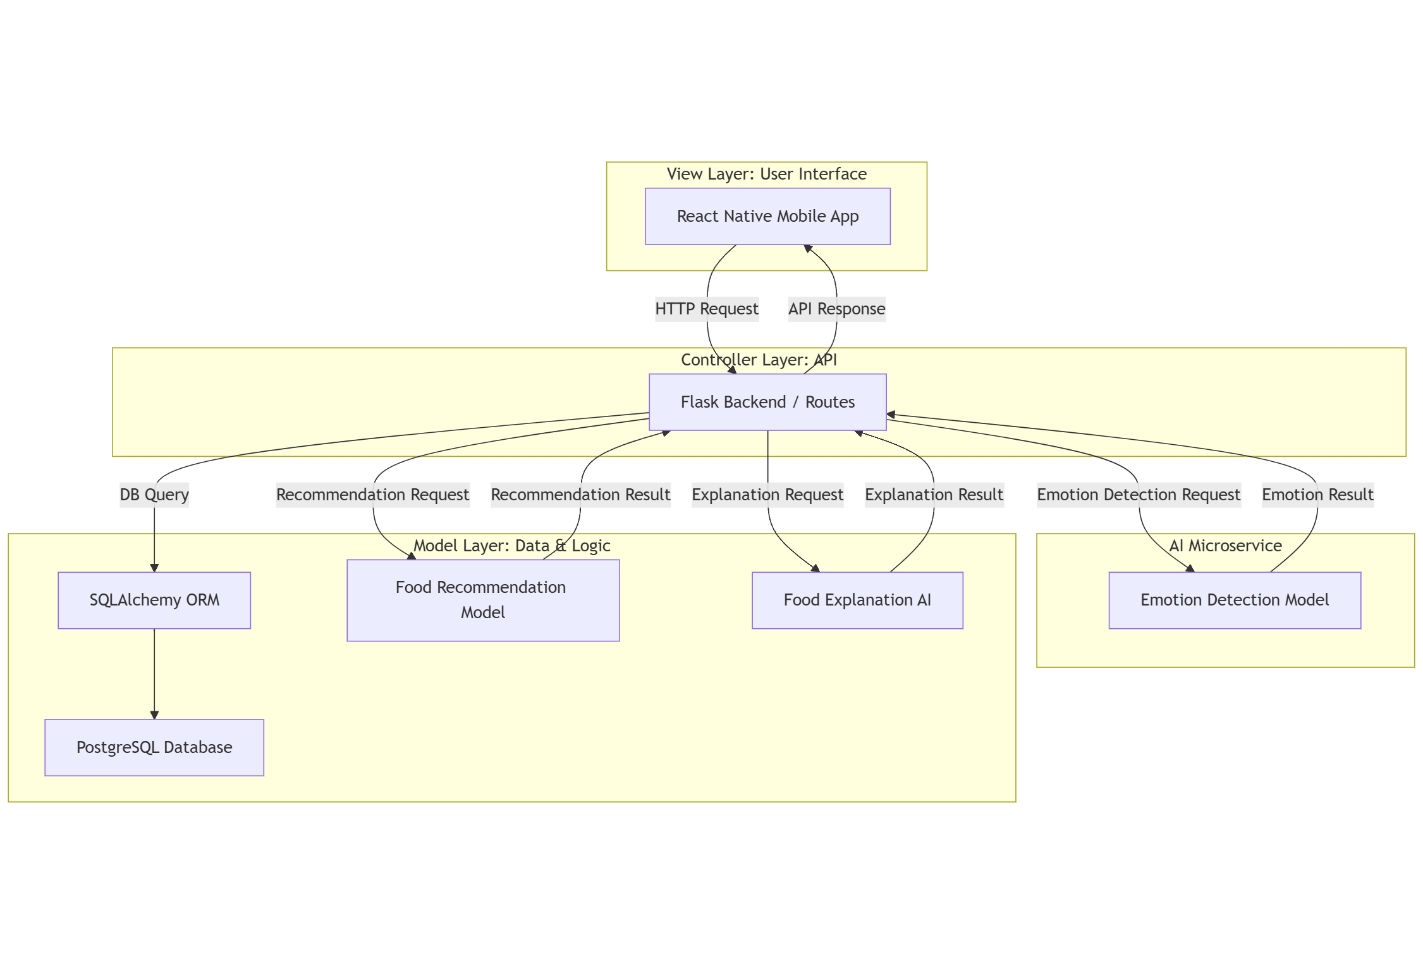 View Layer: User Interface
React Native Mobile App
HTTP Request
API Response
Controller Layer: API
Flask Backend / Routes
DB Query
Recommendation Request
Recommendation Result
Explanation Request
Explanation Result
Emotion Detection Request
Emotion Result
Model Layer: Data & Logic
AI Microservice
SQLAlchemy ORM
Food Recommendation
Model
Food Explanation AI
Emotion Detection Model
PostgreSQL Database